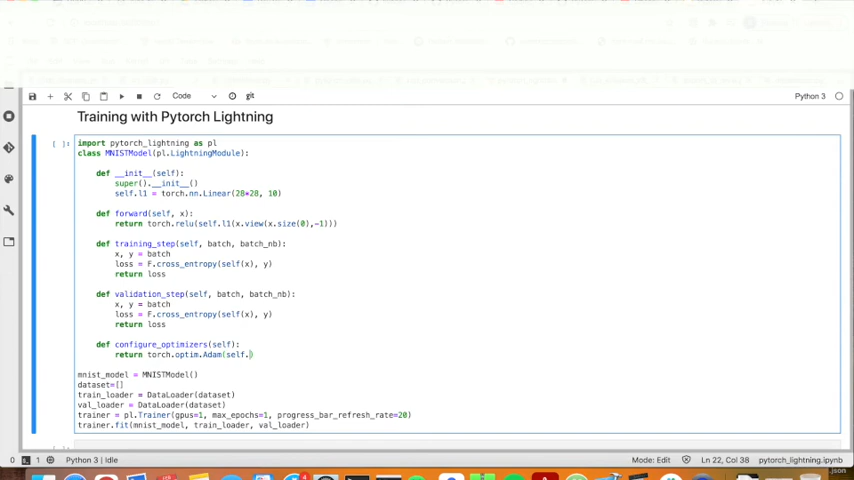 Code
git
Python 3
Training with Pytorch Lightning
[ ]:
import pytorch_lightning as pl
class MNISTModel(pl.LightningModule):
def __init__(self):
super().__init__()
self.l1 = torch.nn.Linear(28*28, 10)
def forward(self, x):
return torch.relu(self.l1(x.view(x.size(0),-1)))
def training_step(self, batch, batch_nb):
x, y = batch
loss = F.cross_entropy(self(x), y)
return loss
def validation_step(self, batch, batch_nb):
x, y = batch
loss = F.cross_entropy(self(x), y)
return loss
def configure_optimizers(self):
return torch.optim.Adam(self.)
mnist_model = MNISTModel()
dataset=[]
train_loader = DataLoader(dataset)
val_loader = DataLoader(dataset)
trainer = pl.Trainer(gpus=1, max_epochs=1, progress_bar_refresh_rate=20)
trainer.fit(mnist_model, train_loader, val_loader)
0 1 Python 3 | Idle Mode: Edit Ln 22, Col 38 pytorch_lightning.ipynb
.json